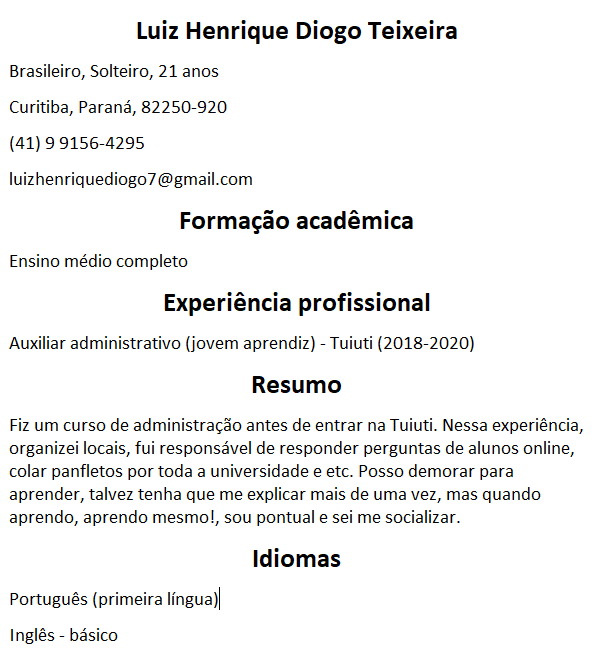 Luiz Henrique Diogo Teixeira
Brasileiro, Solteiro, 21 anos
Curitiba, Paraná, 82250-920
(41) 9 9156-4295
luizhenriquediogo7@gmail.com
Formação acadêmica
Ensino médio completo
Experiência profissional
Auxiliar administrativo (jovem aprendiz) - Tuiuti (2018-2020)
Resumo
Fiz um curso de administração antes de entrar na Tuiuti. Nessa experiência,
organizei locais, fui responsável de responder perguntas de alunos online,
colar panfletos por toda a universidade e etc. Posso demorar para
aprender, talvez tenha que me explicar mais de uma vez, mas quando
aprendo, aprendo mesmo!, sou pontual e sei me socializar.
Idiomas
Português (primeira língua)
Inglês - básico